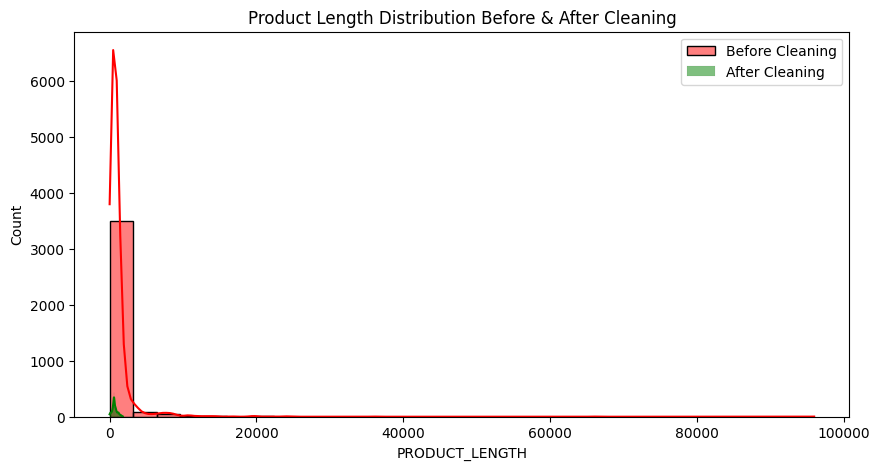 Product Length Distribution Before & After Cleaning
Before Cleaning
After Cleaning
Count
6000
5000
4000
3000
2000
1000
0
0 20000 40000 60000 80000 100000
PRODUCT_LENGTH